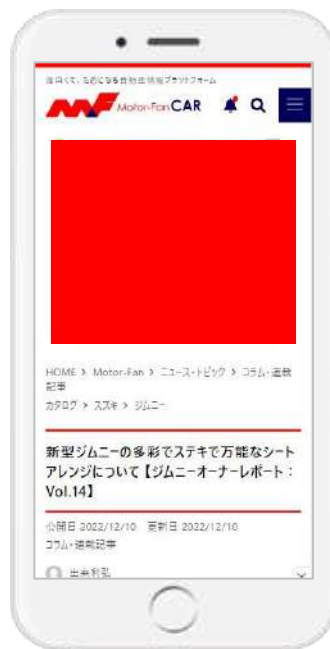 面白くて、ためになる自動車情報プラットフォーム
MF Motor-Fan CAR
HOME > Motor-Fan > ニュース・トピック > コラム・連載
記事
カタログ > スズキ > ジムニー
新型ジムニーの多彩でステキで万能なシート
アレンジについて【ジムニーオーナーレポート：
Vol.14】
公開日 2022/12/10 更新日 2022/12/10
コラム・連載記事
出来利弘